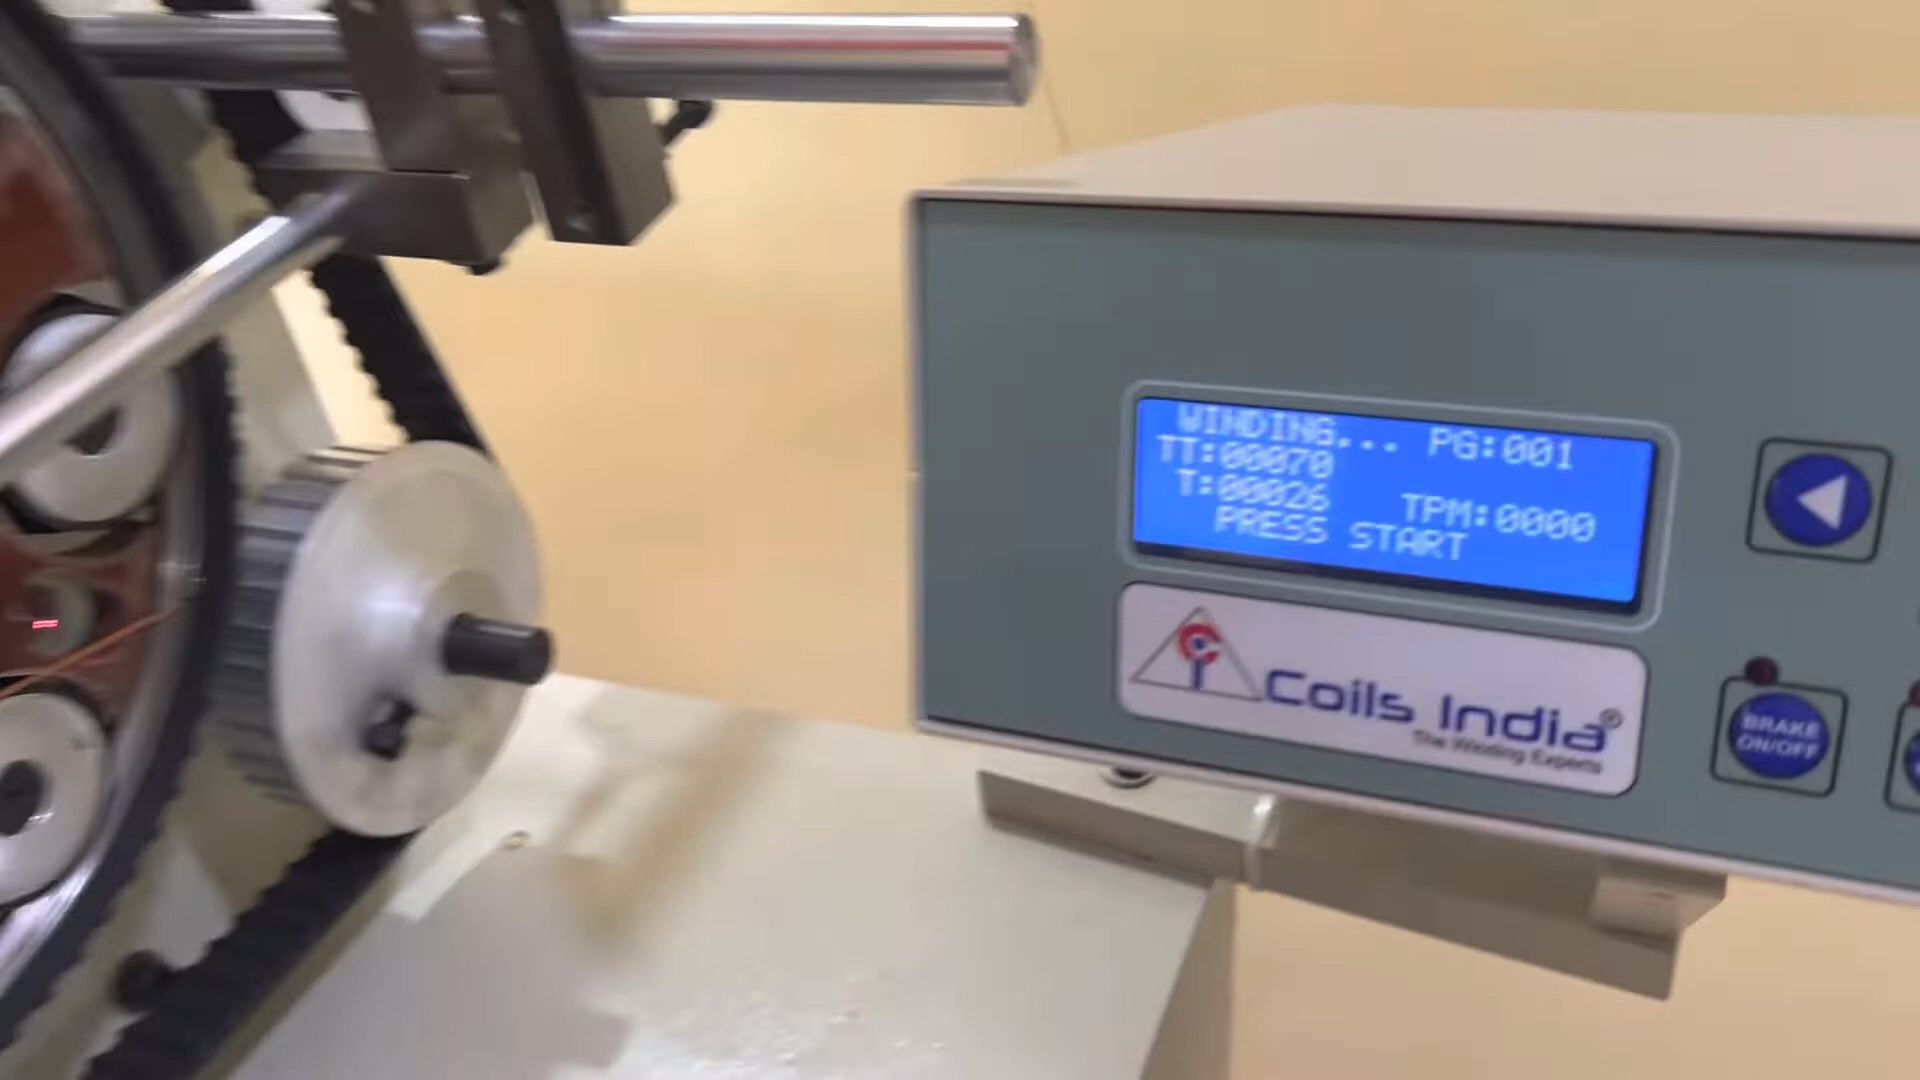 WINDING... PG:001
TT:00070
T:00026 TPM:0000
PRESS START
Coils India®
The Winding Experts
BRAKE
ON/OFF